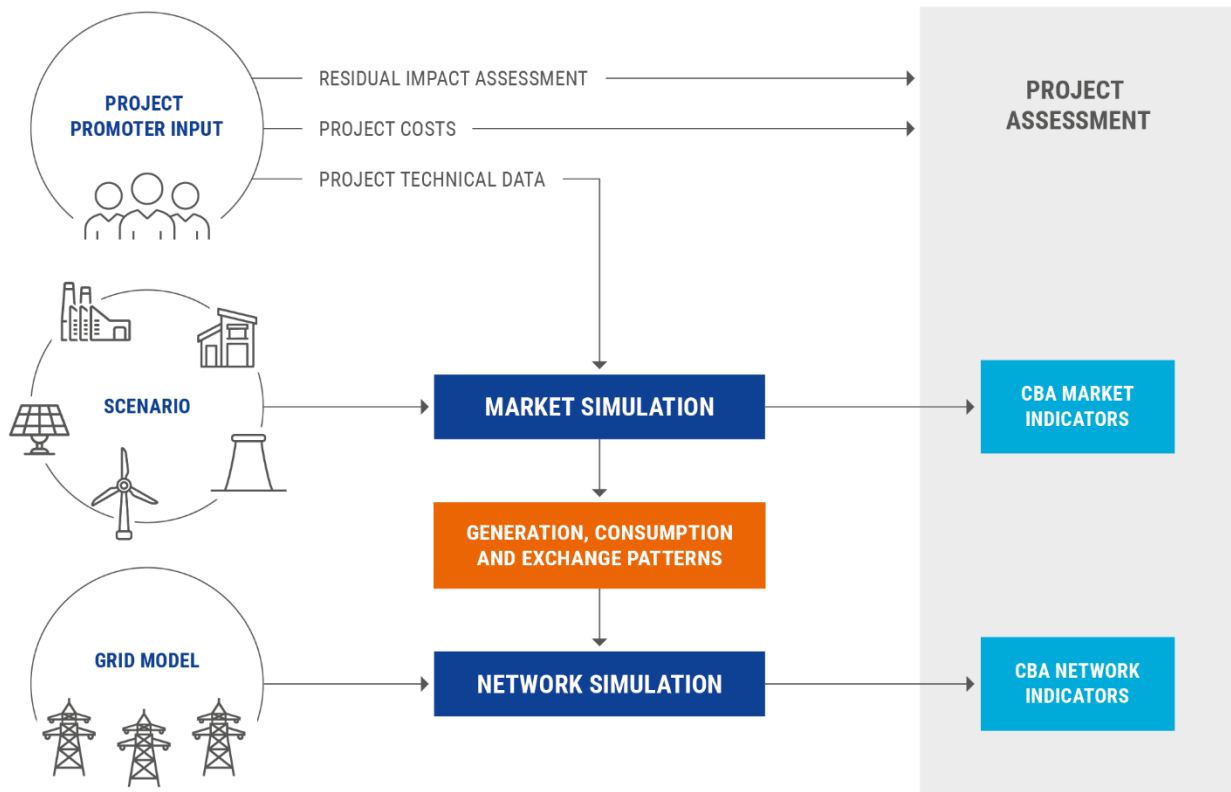 PROJECT
PROMOTER INPUT
RESIDUAL IMPACT ASSESSMENT
PROJECT COSTS
PROJECT TECHNICAL DATA
PROJECT
ASSESSMENT
SCENARIO
MARKET SIMULATION
CBA MARKET
INDICATORS
GENERATION, CONSUMPTION
AND EXCHANGE PATTERNS
GRID MODEL
NETWORK SIMULATION
CBA NETWORK
INDICATORS